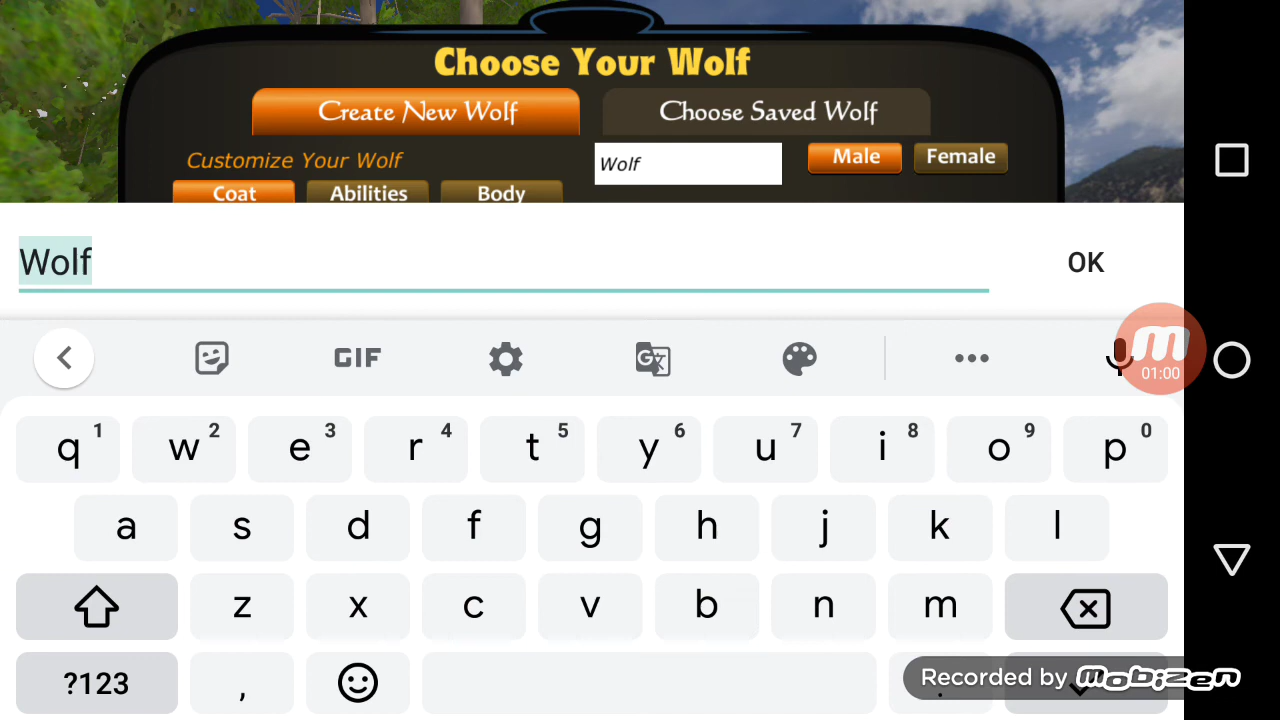 Choose Your Wolf
Create New Wolf
Choose Saved Wolf
Customize Your Wolf
Wolf
Male
Female
Coat
Abilities
Body
Wolf
OK
GIF
G
01:00
q 1 w 2 e 3 r 4 t 5 y 6 u 7 i 8 o 9 p 0
a s d f g h j k l
z x c v b n m
?123 , .
Recorded by mobizen